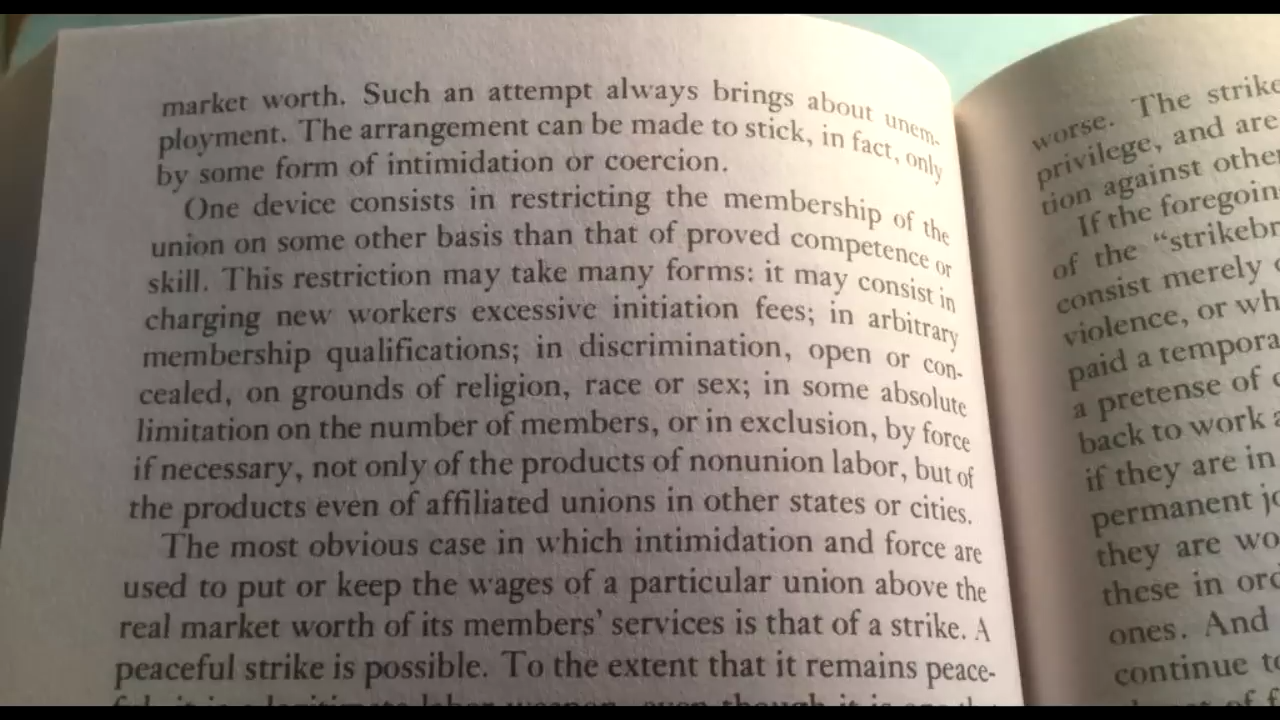 market worth. Such an attempt always brings about unem-
ployment. The arrangement can be made to stick, in fact, only
by some form of intimidation or coercion.
One device consists in restricting the membership of the
union on some other basis than that of proved competence or
skill. This restriction may take many forms: it may consist in
charging new workers excessive initiation fees; in arbitrary
membership qualifications; in discrimination, open or con-
cealed, on grounds of religion, race or sex; in some absolute
limitation on the number of members, or in exclusion, by force
if necessary, not only of the products of nonunion labor, but of
the products even of affiliated unions in other states or cities.
The most obvious case in which intimidation and force are
used to put or keep the wages of a particular union above the
real market worth of its members' services is that of a strike. A
peaceful strike is possible. To the extent that it remains peace-
worse. The strike
privilege, and are
tion against other
If the foregoin
of the "strikebr
consist merely
violence, or wh
paid a tempora
a pretense of
back to work
if they are in
permanent jo
they are wo
these in ord
ones. And
continue to